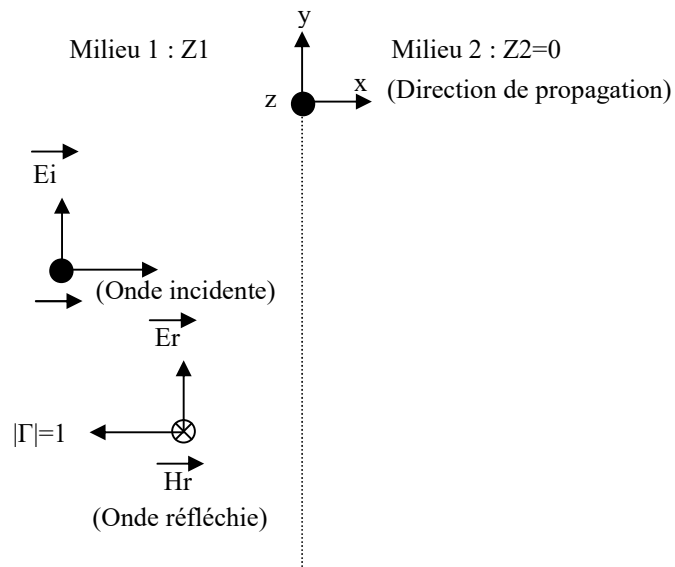 y
Milieu 1 : Z1
Milieu 2 : Z2=0
z
x
(Direction de propagation)
Ei
(Onde incidente)
Er
|Γ|=1
Hr
(Onde réfléchie)